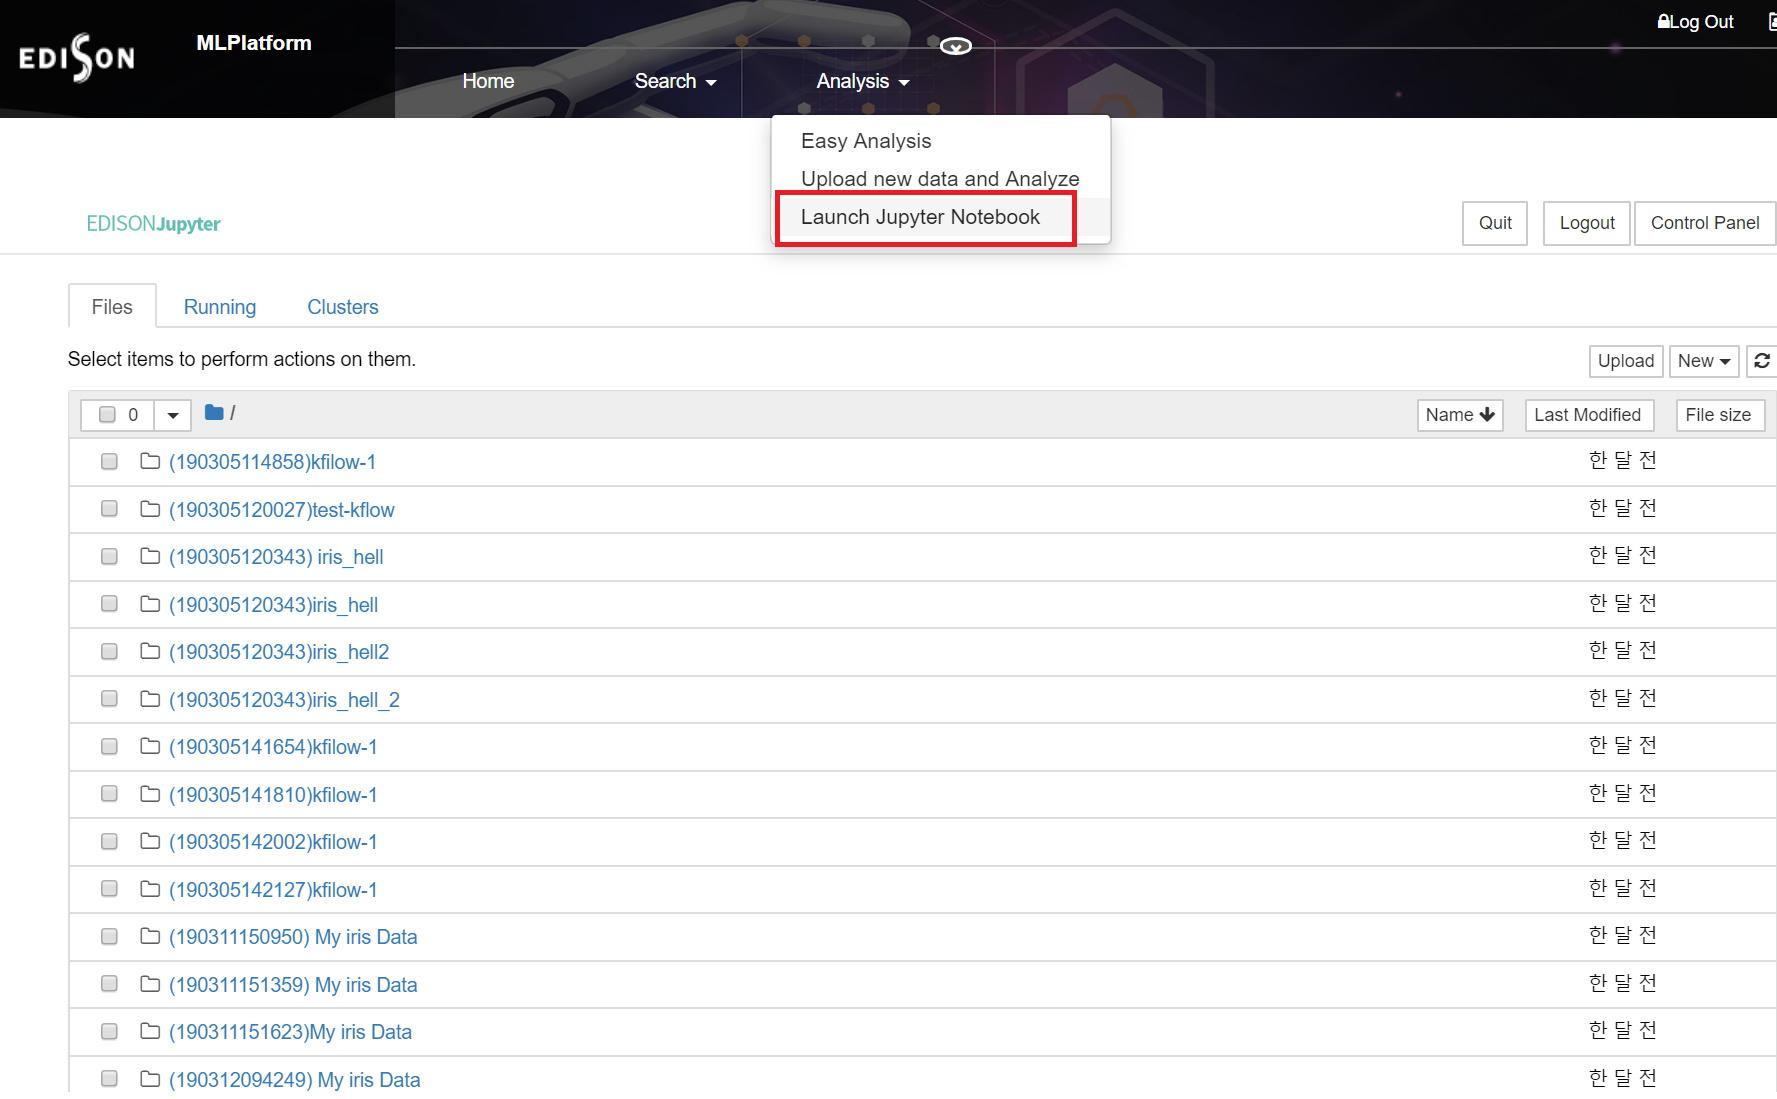 EDISON
MLPlatform
Log Out
Home
Search
Analysis
Easy Analysis
Upload new data and Analyze
Launch Jupyter Notebook
EDISONJupyter
Quit
Logout
Control Panel
Files
Running
Clusters
Select items to perform actions on them.
Upload
New
0
/
Name
Last Modified
File size
(190305114858)kfilow-1 한 달 전
(190305120027)test-kflow 한 달 전
(190305120343) iris_hell 한 달 전
(190305120343)iris_hell 한 달 전
(190305120343)iris_hell2 한 달 전
(190305120343)iris_hell_2 한 달 전
(190305141654)kfilow-1 한 달 전
(190305141810)kfilow-1 한 달 전
(190305142002)kfilow-1 한 달 전
(190305142127)kfilow-1 한 달 전
(190311150950) My iris Data 한 달 전
(190311151359) My iris Data 한 달 전
(190311151623)My iris Data 한 달 전
(190312094249) My iris Data 한 달 전